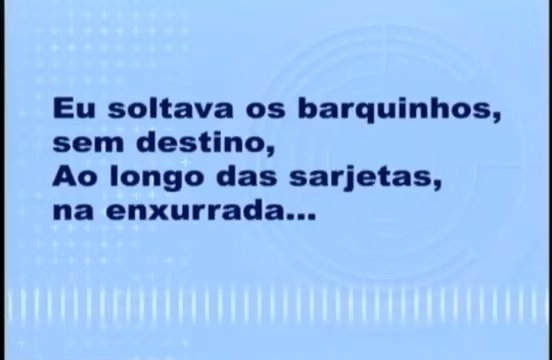 Eu soltava os barquinhos,
sem destino,
Ao longo das sarjetas,
na enxurrada...